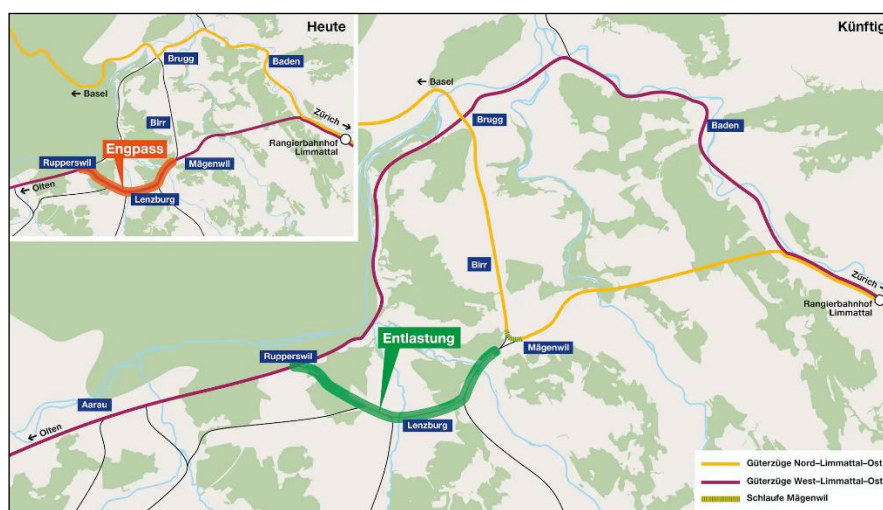 Heute
Brugg
Baden
← Basel
Zürich →
Birr
Engpass
Rangierbahnhof
Limmattal
Rupperswil
Mägenwil
← Olten
Lenzburg
Künftig
← Basel
Brugg
Baden
Birr
Zürich →
Rangierbahnhof
Limmattal
Entlastung
Mägenwil
Rupperswil
Aarau
Lenzburg
← Olten
Güterzüge Nord–Limmattal–Ost
Güterzüge West–Limmattal–Ost
Schlaufe Mägenwil